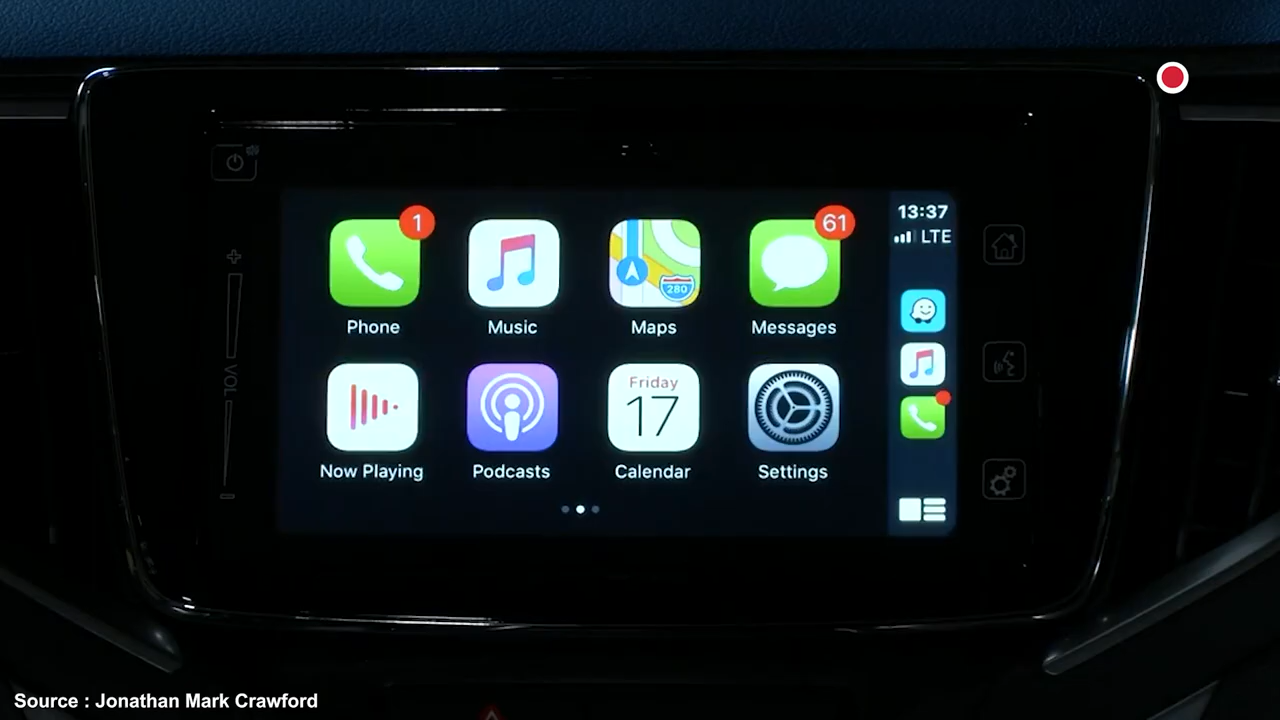 1
61
13:37
LTE
280
Phone
Music
Maps
Messages
VOL
Friday
17
Now Playing
Podcasts
Calendar
Settings
Source : Jonathan Mark Crawford